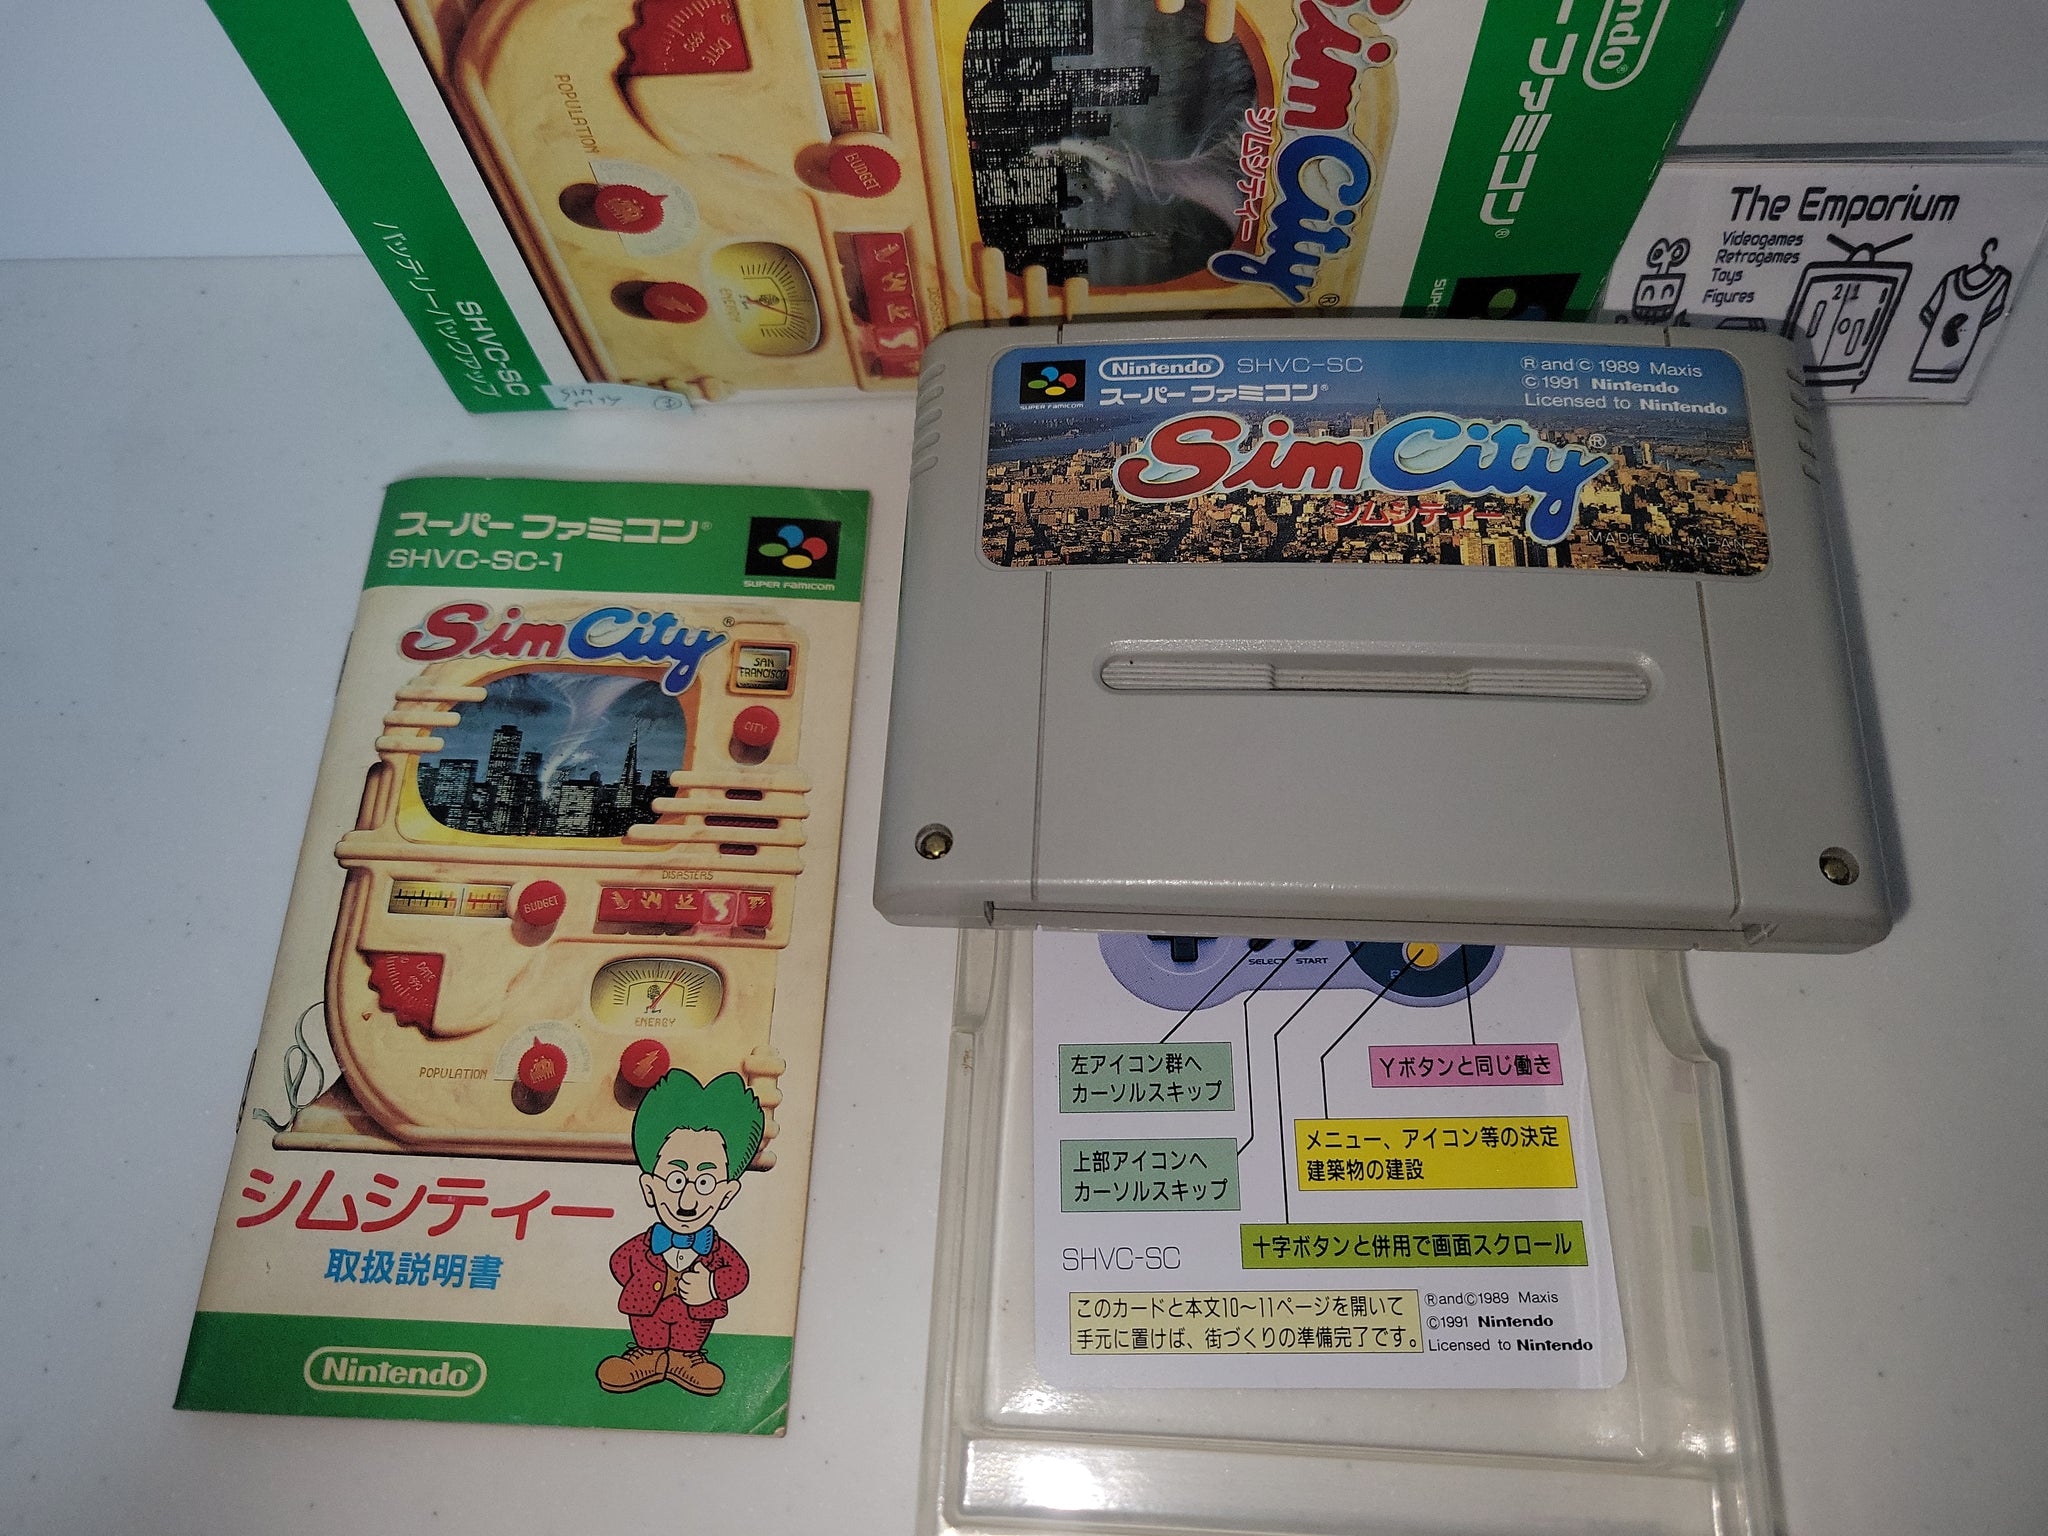 Nintendo®
スーパーファミコン®
SimCity®
シムシティー
DATE
1993
POPULATION
BUDGET
ENERGY
バッテリーバックアップ
SHVC-SC
The Emporium
Videogames
Retrogames
Toys
Figures
Nintendo® SHVC-SC
スーパーファミコン®
SUPER FAMICOM
Ⓡand©1989 Maxis
©1991 Nintendo
Licensed to Nintendo
SimCity®
シムシティー
MADE IN JAPAN
スーパーファミコン®
SHVC-SC-1
SUPER FAMICOM
SimCity®
SAN
FRANCISCO
CITY
DISASTERS
BUDGET
DATE
1993
ENERGY
POPULATION
シムシティー
取扱説明書
Nintendo®
SELECT START
左アイコン群へ
カーソルスキップ
Yボタンと同じ働き
メニュー、アイコン等の決定
建築物の建設
上部アイコンへ
カーソルスキップ
十字ボタンと併用で画面スクロール
SHVC-SC
このカードと本文10〜11ページを開いて
手元に置けば、街づくりの準備完了です。
Ⓡand©1989 Maxis
©1991 Nintendo
Licensed to Nintendo